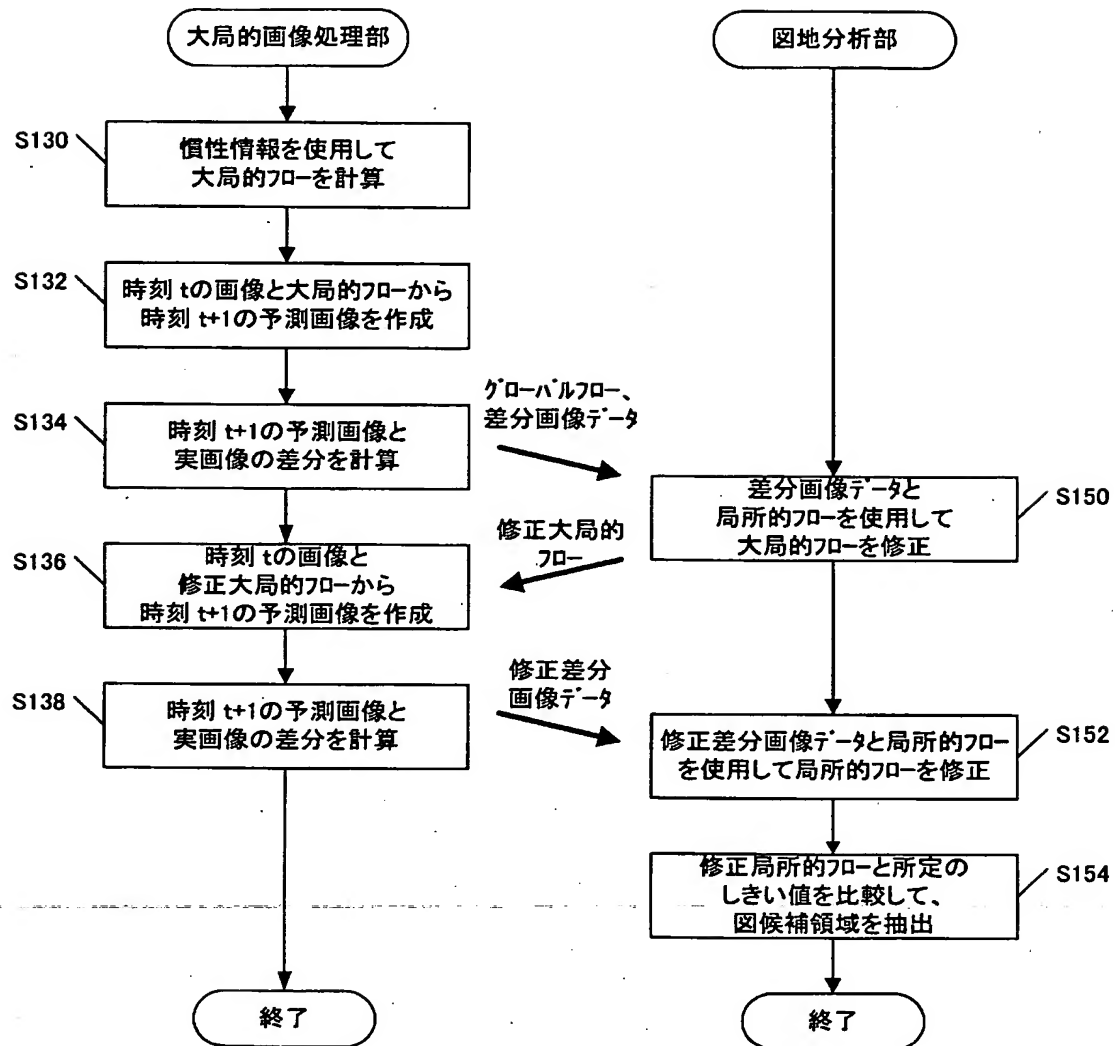 大局的画像処理部
図地分析部
S130
慣性情報を使用して
大局的ﾌﾛｰを計算
S132
時刻 tの画像と大局的ﾌﾛｰから
時刻 t+1の予測画像を作成
S134
時刻 t+1の予測画像と
実画像の差分を計算
ｸﾞﾛｰﾊﾞﾙﾌﾛｰ、
差分画像ﾃﾞｰﾀ
差分画像ﾃﾞｰﾀと
局所的ﾌﾛｰを使用して
大局的ﾌﾛｰを修正
S150
修正大局的
ﾌﾛｰ
S136
時刻 tの画像と
修正大局的ﾌﾛｰから
時刻 t+1の予測画像を作成
S138
時刻 t+1の予測画像と
実画像の差分を計算
修正差分
画像ﾃﾞｰﾀ
修正差分画像ﾃﾞｰﾀと局所的ﾌﾛｰ
を使用して局所的ﾌﾛｰを修正
S152
修正局所的ﾌﾛｰと所定の
しきい値を比較して、
図候補領域を抽出
S154
終了
終了